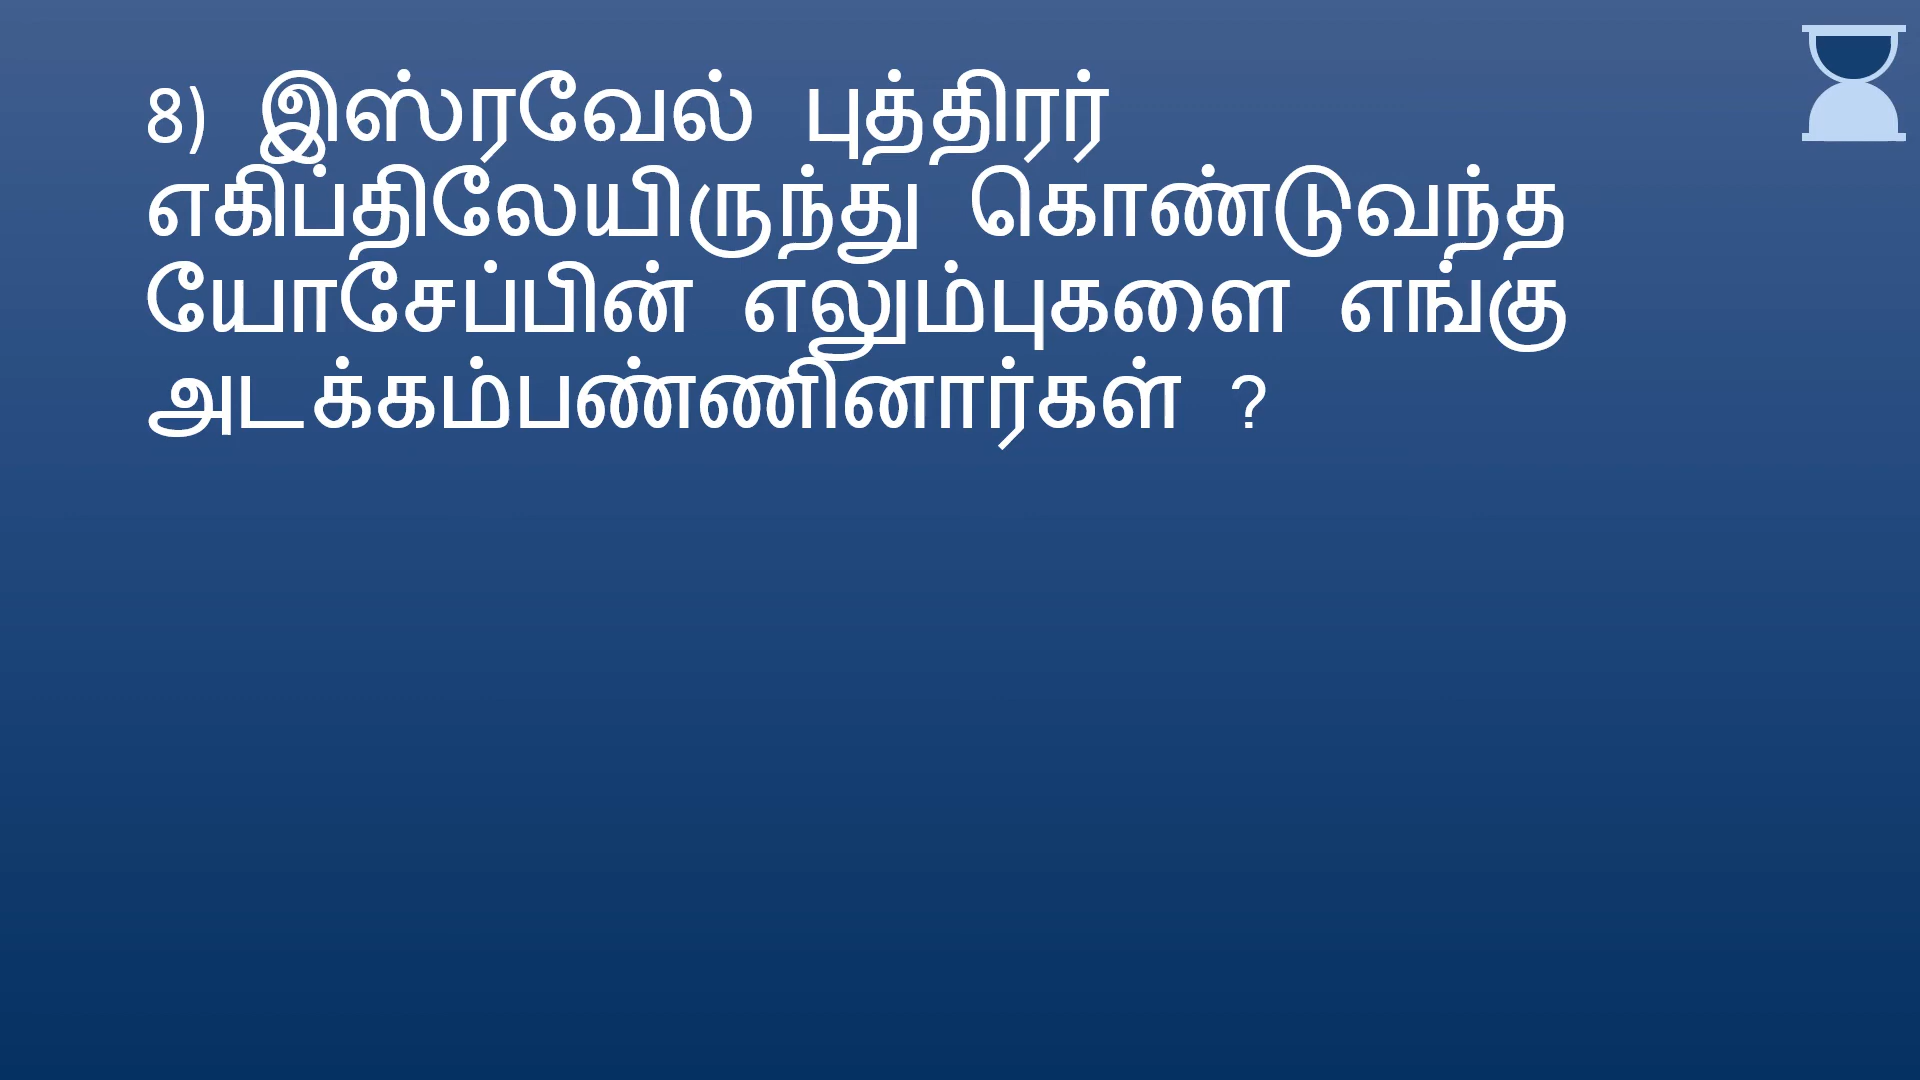 8) இஸ்ரவேல் புத்திரர்
எகிப்திலேயிருந்து கொண்டுவந்த
யோசேப்பின் எலும்புகளை எங்கு
அடக்கம்பண்ணினார்கள் ?